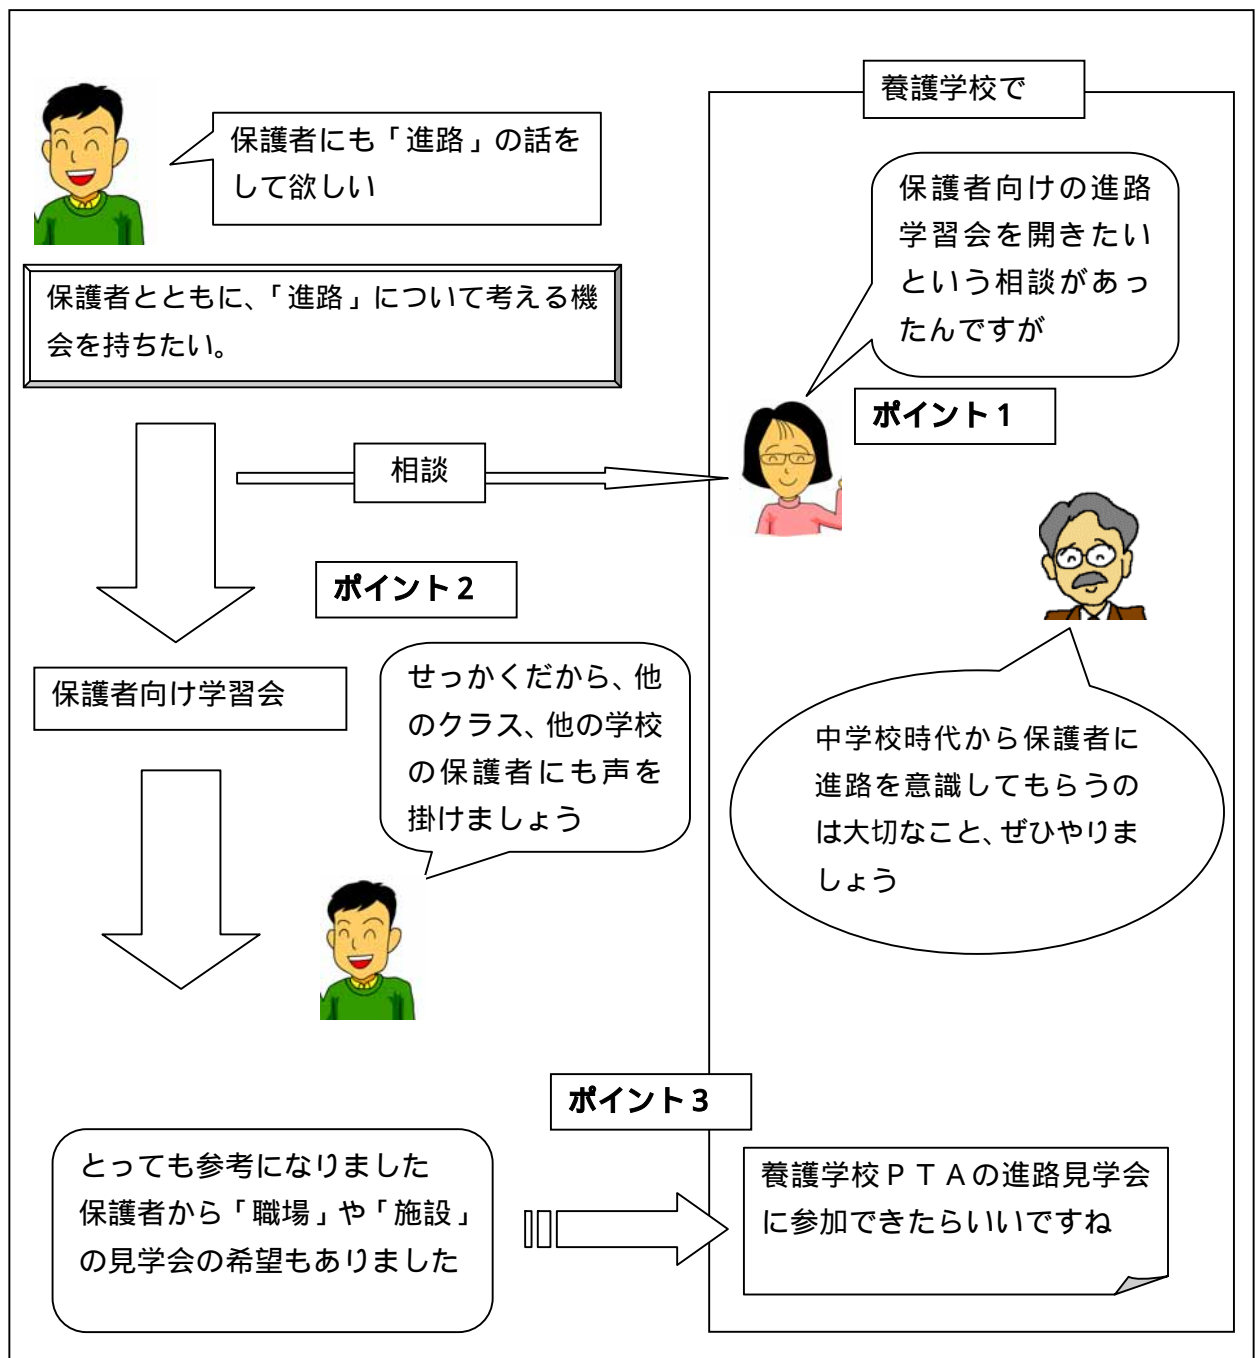 養護学校で
保護者にも「進路」の話を
して欲しい
保護者向けの進路
学習会を開きたい
という相談があっ
たんですが
保護者とともに、「進路」について考える機
会を持ちたい。
ポイント1
相談
ポイント2
保護者向け学習会
せっかくだから、他
のクラス、他の学校
の保護者にも声を
掛けましょう
中学校時代から保護者に
進路を意識してもらうの
は大切なこと、ぜひやりま
しょう
ポイント3
とっても参考になりました
保護者から「職場」や「施設」
の見学会の希望もありました
養護学校PTAの進路見学会
に参加できたらいいですね